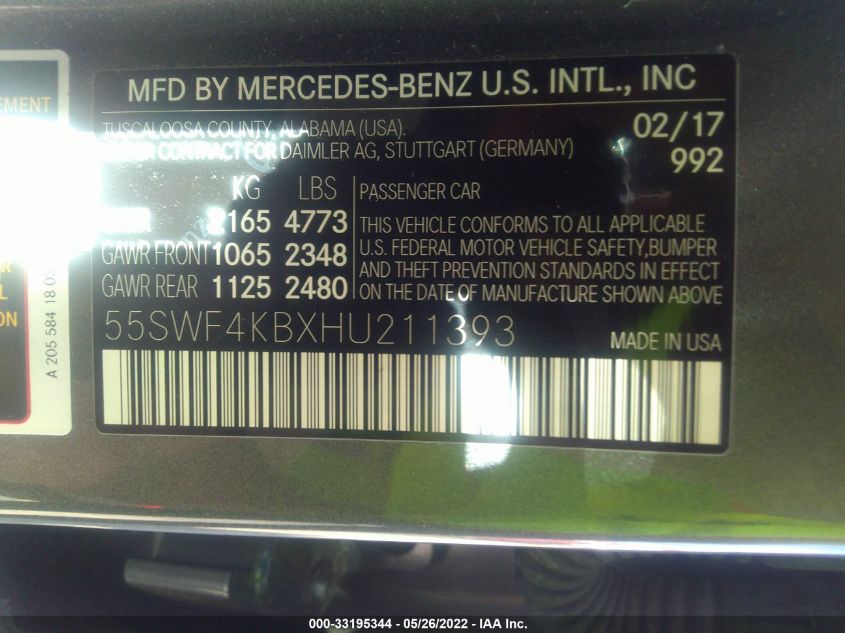 EMENT
ON
A 205 584 18 03
MFD BY MERCEDES-BENZ U.S. INTL., INC
TUSCALOOSA COUNTY, ALABAMA (USA). 02/17
CONTRACT FOR DAIMLER AG, STUTTGART (GERMANY) 992
KG LBS PASSENGER CAR
2165 4773
GAWR FRONT 1065 2348
GAWR REAR 1125 2480
THIS VEHICLE CONFORMS TO ALL APPLICABLE
U.S. FEDERAL MOTOR VEHICLE SAFETY,BUMPER
AND THEFT PREVENTION STANDARDS IN EFFECT
ON THE DATE OF MANUFACTURE SHOWN ABOVE
55SWF4KBXHU211393 MADE IN USA
000-33195344 - 05/26/2022 - IAA Inc.